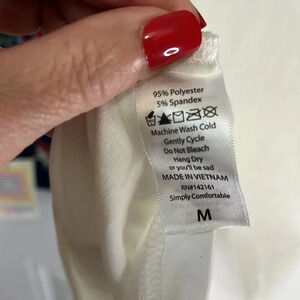 95% Polyester
5% Spandex
Machine Wash Cold
Gently Cycle
Do Not Bleach
Hang Dry
or you'll be sad
MADE IN VIETNAM
RN#142161
Simply Comfortable
M